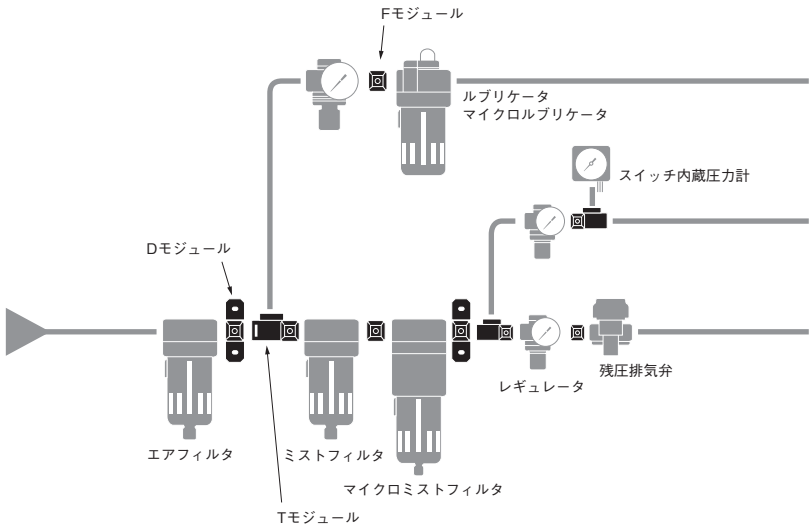 Fモジュール
ルブリケータ
マイクロルブリケータ
スイッチ内蔵圧力計
Dモジュール
レギュレータ
残圧排気弁
エアフィルタ
ミストフィルタ
マイクロミストフィルタ
Tモジュール